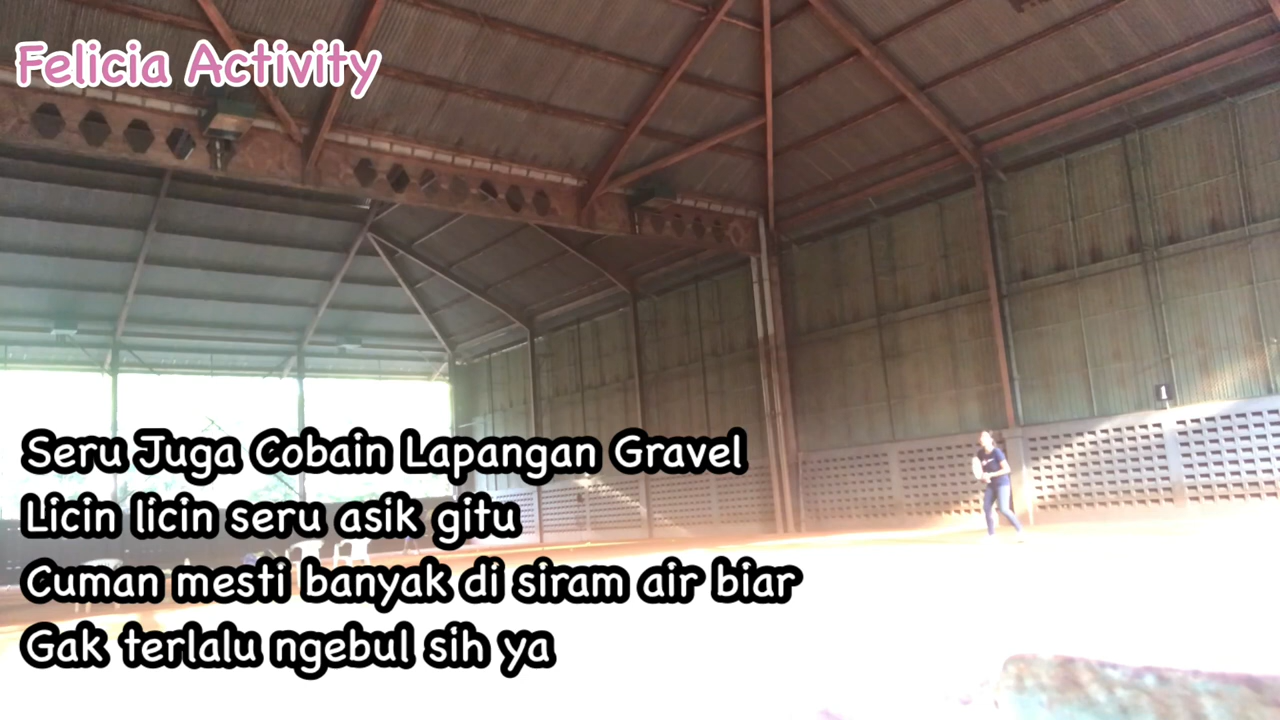 Felicia Activity
Seru Juga Cobain Lapangan Gravel
Licin licin seru asik gitu
Cuman mesti banyak di siram air biar
Gak terlalu ngebul sih ya